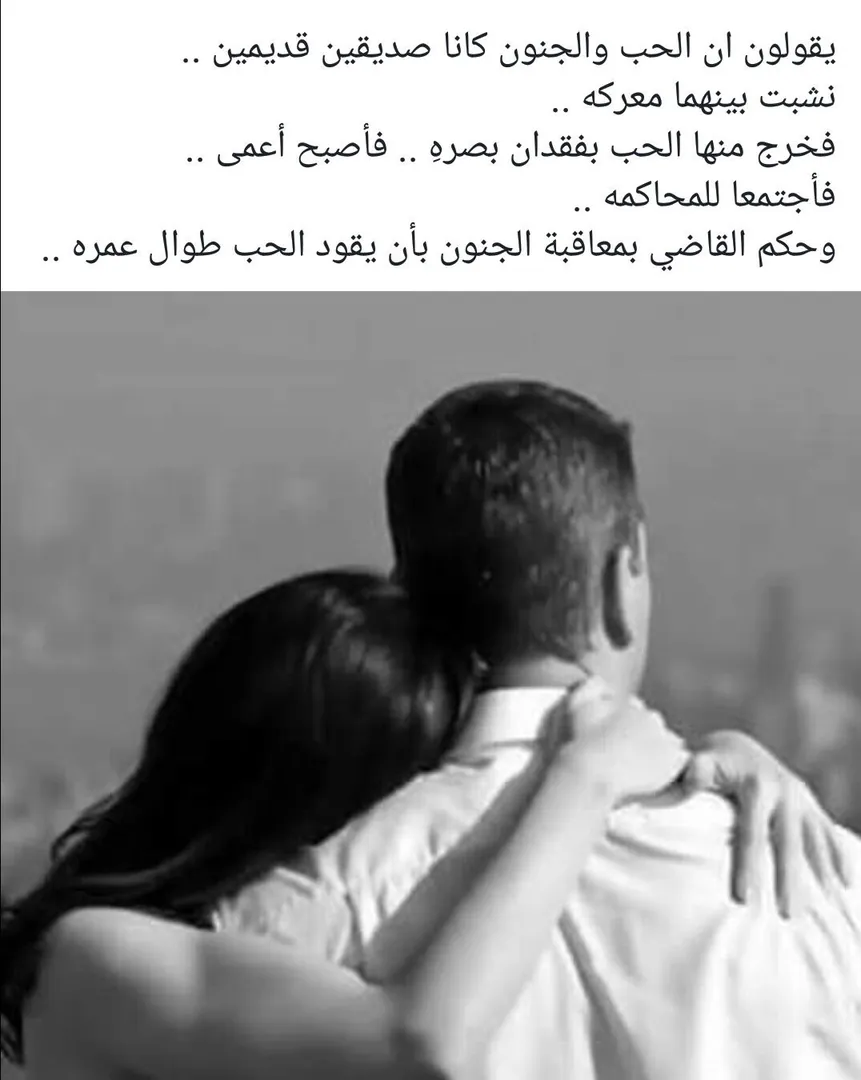 يقولون ان الحب والجنون كانا صديقين قديمين ..
نشبت بينهما معركه ..
فخرج منها الحب بفقدان بصرهِ .. فأصبح أعمى ..
فأجتمعا للمحاكمه ..
وحكم القاضي بمعاقبة الجنون بأن يقود الحب طوال عمره ..